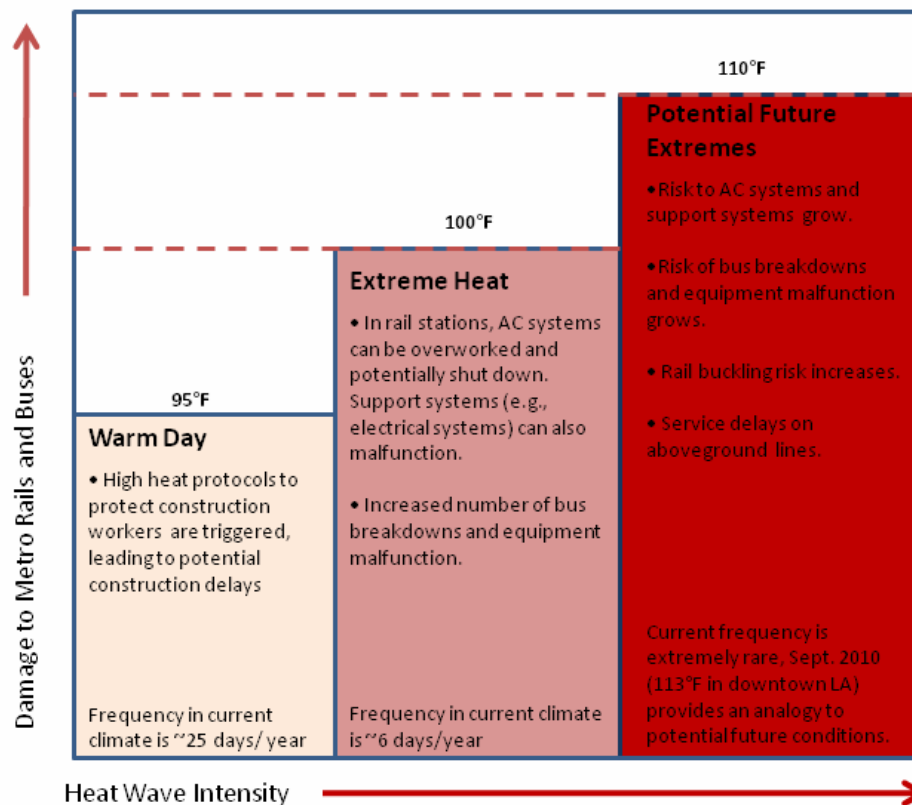 Damage to Metro Rails and Buses
95°F
Warm Day
• High heat protocols to
protect construction
workers are triggered,
leading to potential
construction delays
Frequency in current
climate is ~25 days/year
100°F
Extreme Heat
• In rail stations, AC systems
can be overworked and
potentially shut down.
Support systems (e.g.,
electrical systems) can also
malfunction.
• Increased number of bus
breakdowns and equipment
malfunction.
Frequency in current climate
is ~6 days/year
110°F
Potential Future
Extremes
•Risk to AC systems and
support systems grow.
•Risk of bus breakdowns
and equipment malfunction
grows.
•Rail buckling risk increases.
•Service delays on
aboveground lines.
Current frequency is
extremely rare, Sept. 2010
(113°F in downtown LA)
provides an analogy to
potential future conditions.
Heat Wave Intensity